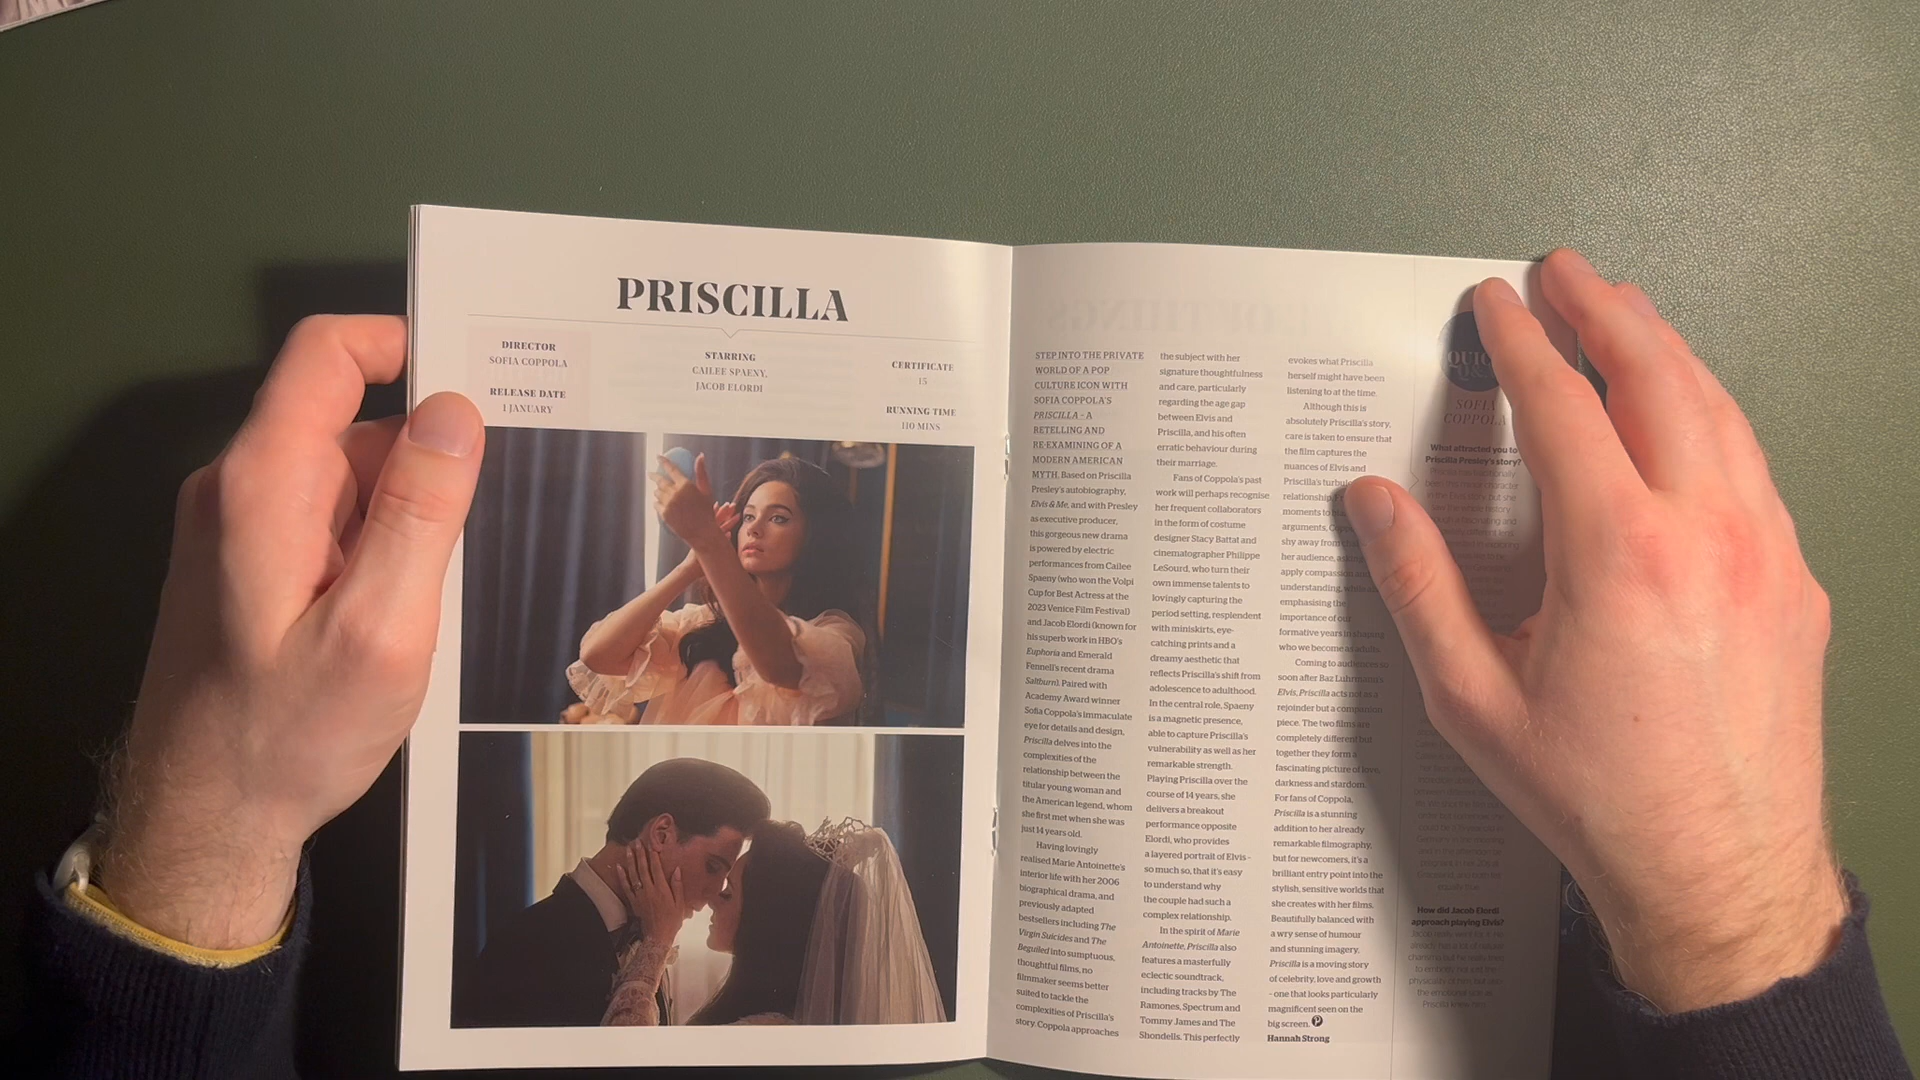 PRISCILLA
DIRECTOR
SOFIA COPPOLA
RELEASE DATE
1 JANUARY
STARRING
CAILEE SPAENY,
JACOB ELORDI
CERTIFICATE
15
RUNNING TIME
110 MINS
STEP INTO THE PRIVATE
WORLD OF A POP
CULTURE ICON WITH
SOFIA COPPOLA'S
PRISCILLA – A
RETELLING AND
RE-EXAMINING OF A
MODERN AMERICAN
MYTH. Based on Priscilla
Presley's autobiography,
Elvis & Me, and with Presley
as executive producer,
this gorgeous new drama
is powered by electric
performances from Cailee
Spaeny (who won the Volpi
Cup for Best Actress at the
2023 Venice Film Festival)
and Jacob Elordi (known for
his superb work in HBO's
Euphoria and Emerald
Fennell's recent drama
Saltburn). Paired with
Academy Award winner
Sofia Coppola's immaculate
eye for details and design,
Priscilla delves into the
complexities of the
relationship between the
titular young woman and
the American legend, whom
she first met when she was
just 14 years old.
Having lovingly
realised Marie Antoinette's
interior life with her 2006
biographical drama, and
previously adapted
bestsellers including The
Virgin Suicides and The
Beguiled into sumptuous,
thoughtful films, no
filmmaker seems better
suited to tackle the
complexities of Priscilla's
story. Coppola approaches
the subject with her
signature thoughtfulness
and care, particularly
regarding the age gap
between Elvis and
Priscilla, and his often
erratic behaviour during
their marriage.
Fans of Coppola's past
work will perhaps recognise
her frequent collaborators
in the form of costume
designer Stacy Battat and
cinematographer Philippe
LeSourd, who turn their
own immense talents to
lovingly capturing the
period setting, resplendent
with miniskirts, eye-
catching prints and a
dreamy aesthetic that
reflects Priscilla's shift from
adolescence to adulthood.
In the central role, Spaeny
is a magnetic presence,
able to capture Priscilla's
vulnerability as well as her
remarkable strength.
Playing Priscilla over the
course of 14 years, she
delivers a breakout
performance opposite
Elordi, who provides
a layered portrait of Elvis –
so much so, that it's easy
to understand why
the couple had such a
complex relationship.
In the spirit of Marie
Antoinette, Priscilla also
features a masterfully
eclectic soundtrack,
including tracks by The
Ramones, Spectrum and
Tommy James and The
Shondells. This perfectly
evokes what Priscilla
herself might have been
listening to at the time.
Although this is
absolutely Priscilla's story,
care is taken to ensure that
the film captures the
nuances of Elvis and
Priscilla's
relationship.
moments to
arguments,
shy away from
her audience,
apply
understanding,
emphasising the
importance of our
formative years in shaping
who we become as adults.
Coming to audiences so
soon after Baz Luhrmann's
Elvis, Priscilla acts not as a
rejoinder but a companion
piece. The two films are
completely different but
together they form a
fascinating picture of love,
darkness and stardom.
For fans of Coppola,
Priscilla is a stunning
addition to her already
remarkable filmography,
but for newcomers, it's a
brilliant entry point into the
stylish, sensitive worlds that
she creates with her films.
Beautifully balanced with
a wry sense of humour
and stunning imagery,
Priscilla is a moving story
of celebrity, love and growth
– one that looks particularly
magnificent seen on the
big screen.
Hannah Strong
SOFIA
COPPOLA
What attracted you to
Priscilla Presley's story?
How did Jacob Elordi
approach playing Elvis?